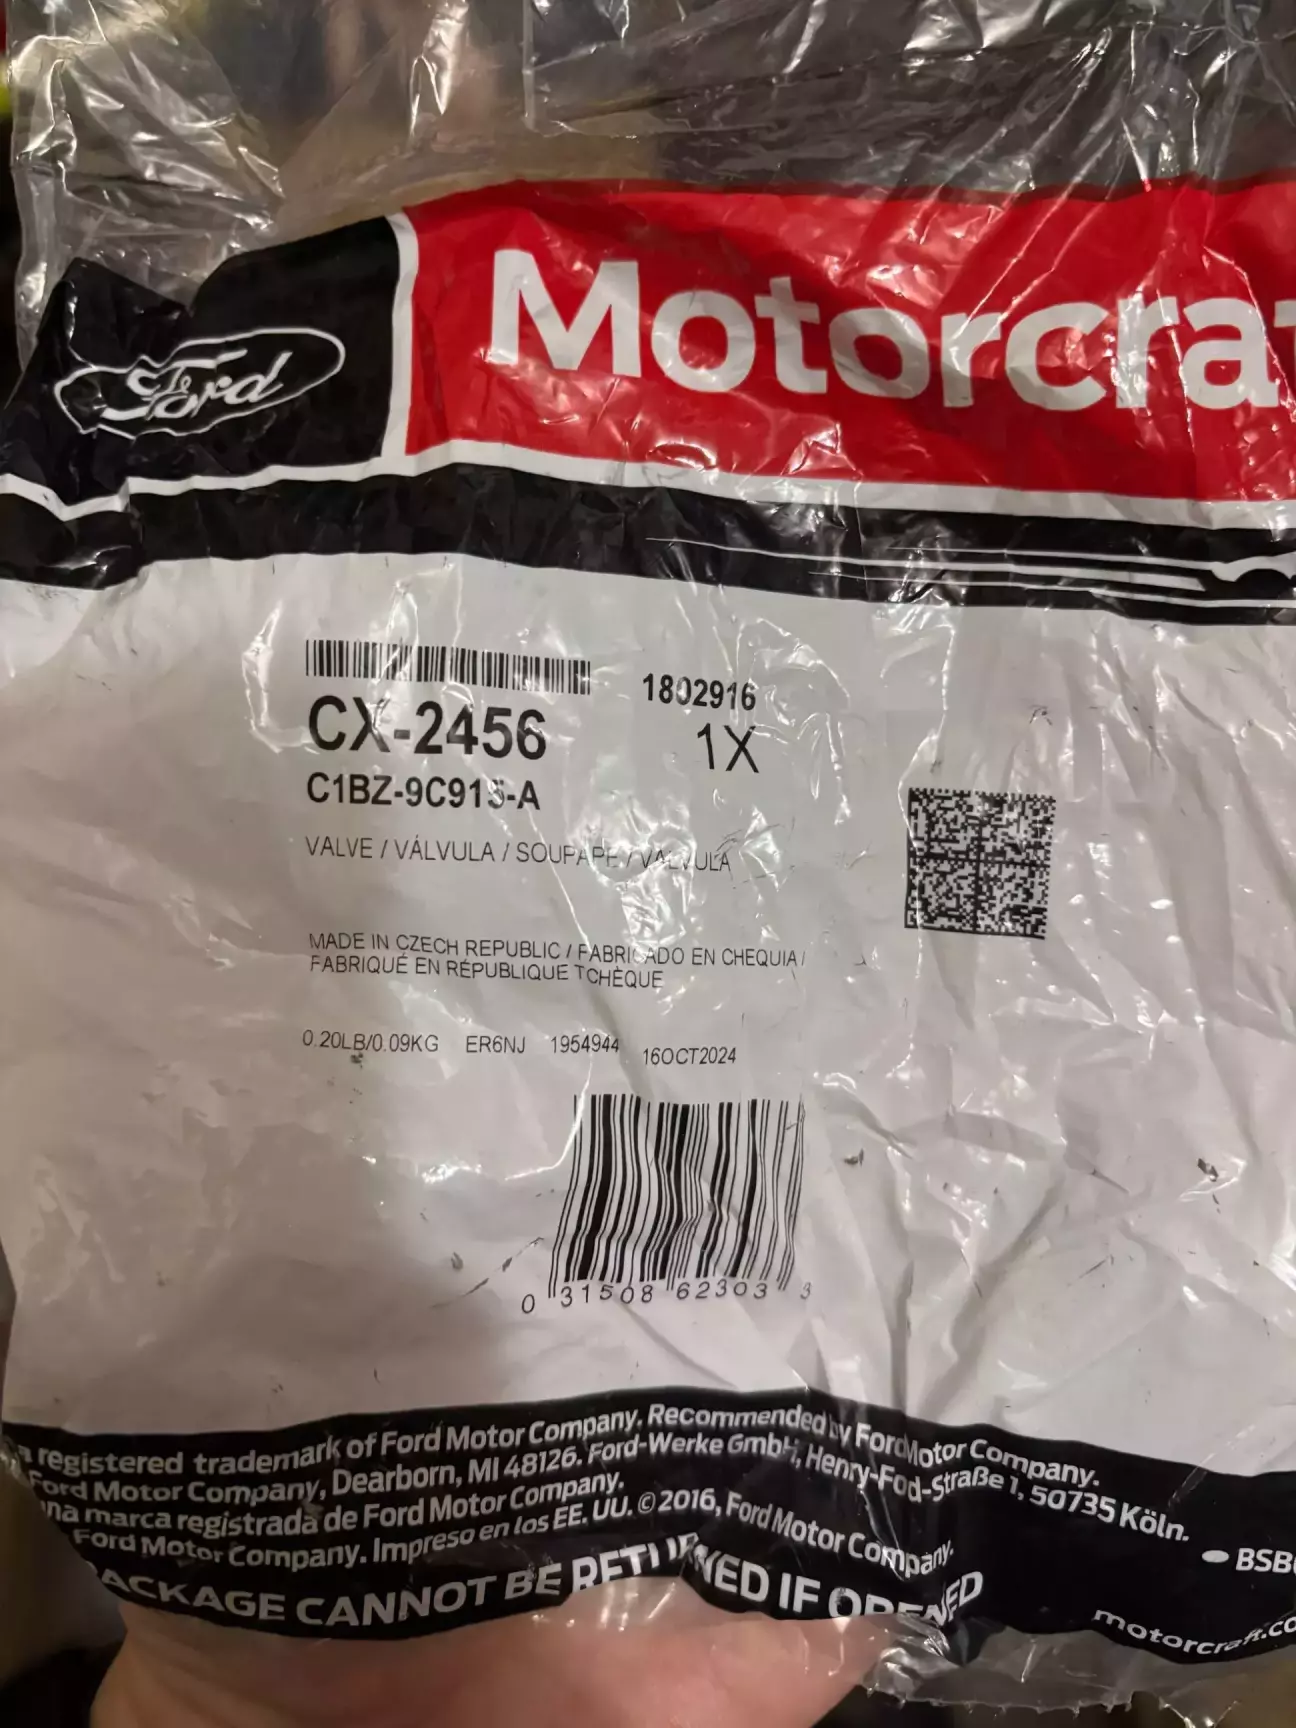 Ford
Motorcra
CX-2456
1802916
1X
C1BZ-9C915-A
VALVE / VÁLVULA / SOUPAPE / VÁLVULA
MADE IN CZECH REPUBLIC / FABRICADO EN CHEQUIA /
FABRIQUÉ EN RÉPUBLIQUE TCHÈQUE
0.20LB/0.09KG ER6NJ 1954944 16OCT2024
0 31508 62303 3
registered trademark of Ford Motor Company. Recommended by Ford Motor Company.
Ford Motor Company, Dearborn, MI 48126. Ford-Werke GmbH, Henry-Ford-Straße 1, 50735 Köln.
na marca registrada de Ford Motor Company.
Ford Motor Company. Impreso en los EE. UU. © 2016, Ford Motor Company.
BSB
PACKAGE CANNOT BE RETURNED IF OPENED
motorcraft.co